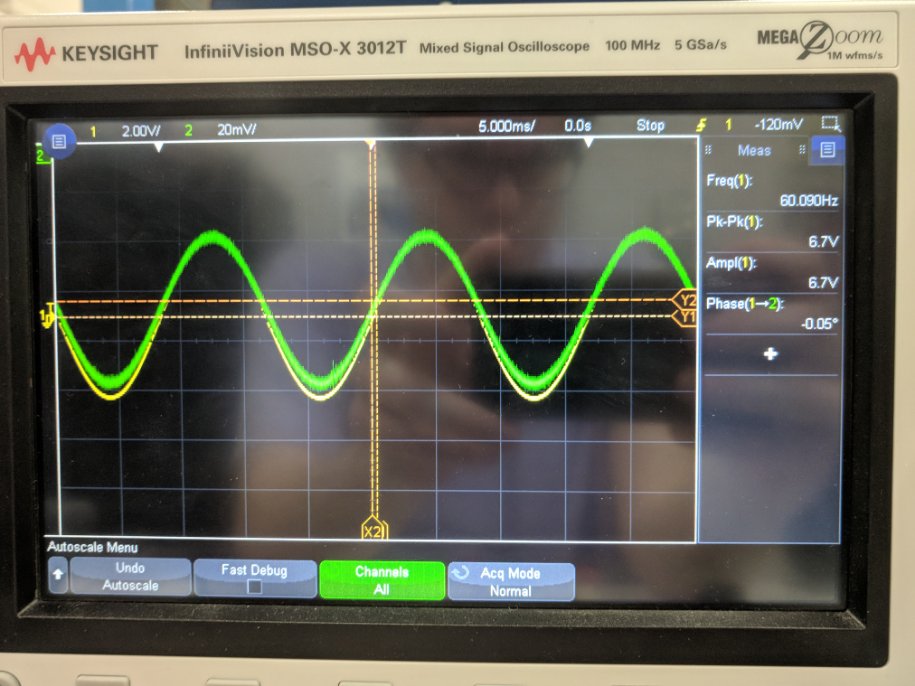 KEYSIGHT InfiniiVision MSO-X 3012T Mixed Signal Oscilloscope 100 MHz 5 GSa/s MEGA Zoom
1M wfms/s
1 2.00V/ 2 20mV/ 5.000ms/ 0.0s Stop 1 -120mV
2
Meas
Freq(1):
60.090Hz
Pk-Pk(1):
6.7V
Ampl(1):
6.7V
Phase(1→2):
-0.05°
Y2
1
Y1
X2
Autoscale Menu
Undo
Autoscale
Fast Debug
Channels
All
Acq Mode
Normal